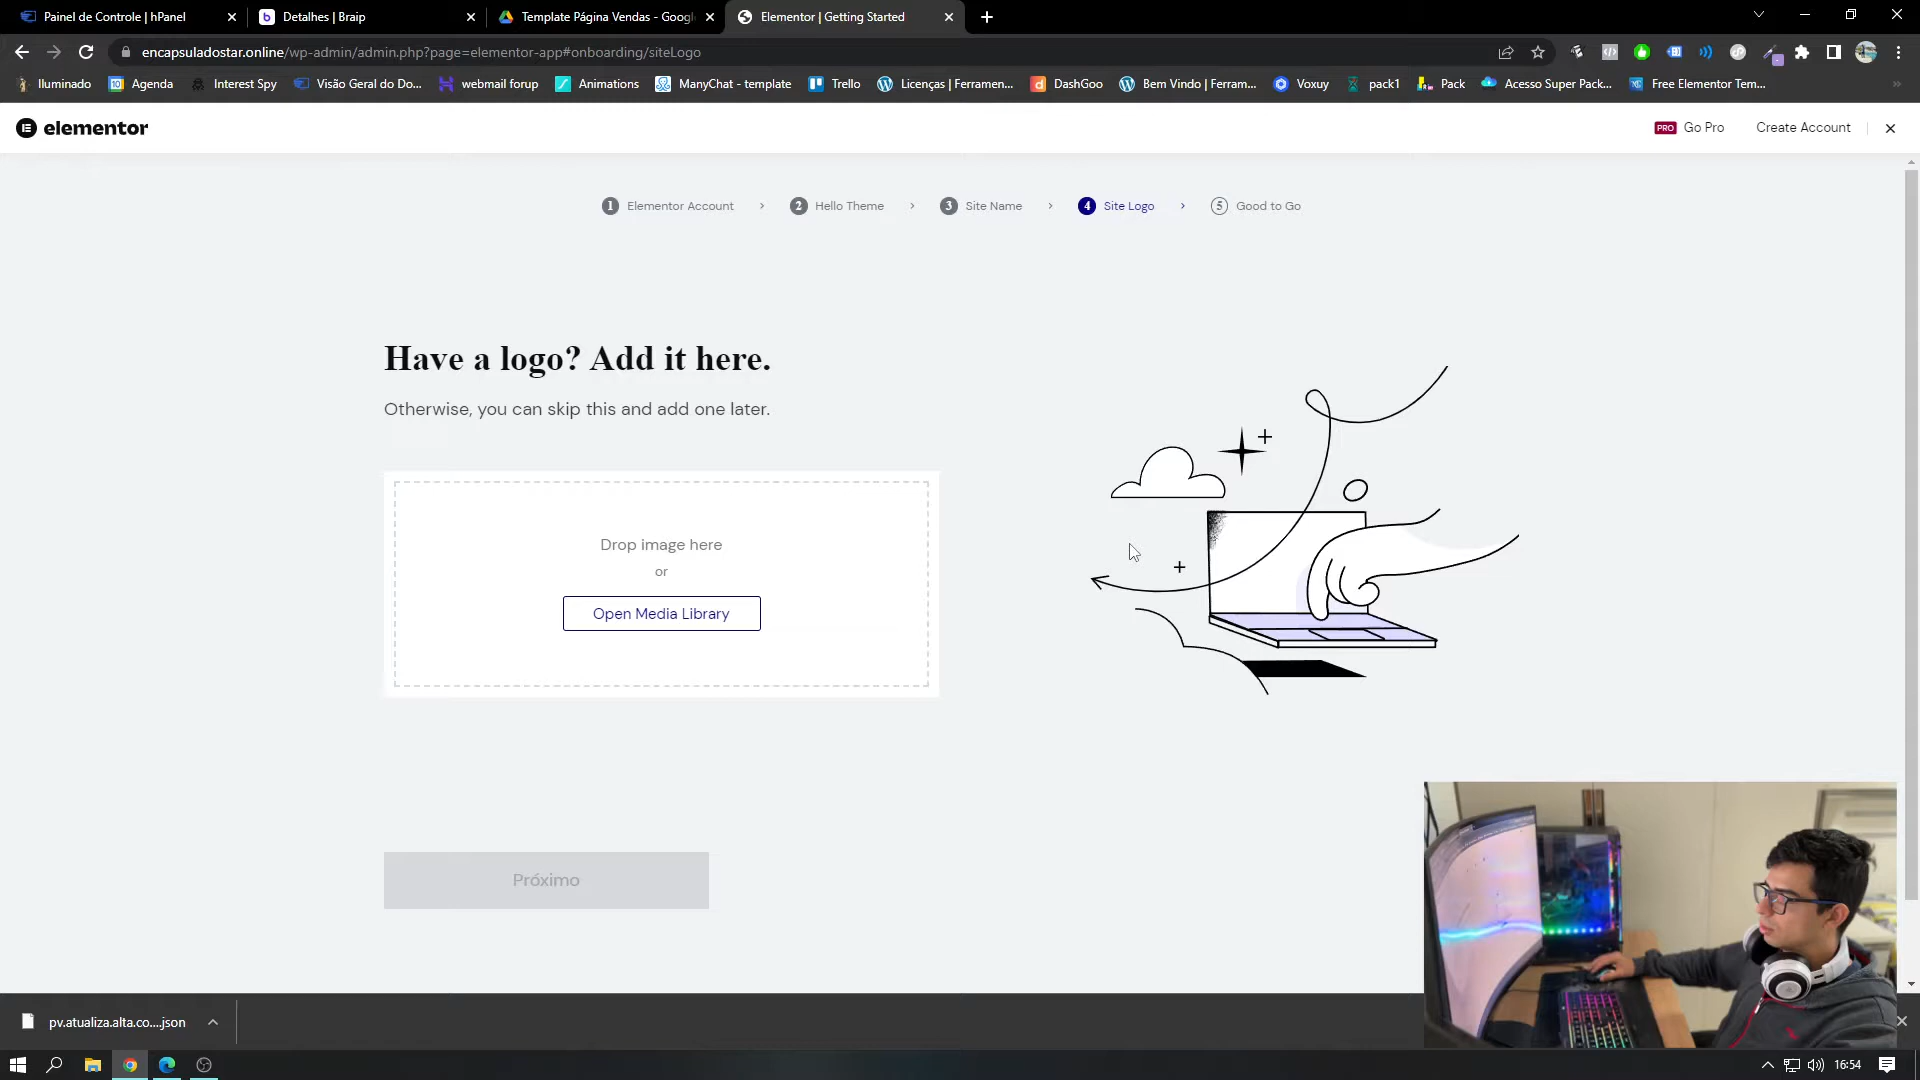 Painel de Controle | hPanel
Detalhes | Braip
Template Página Vendas - Googl
Elementor | Getting Started
encapsuladostar.online/wp-admin/admin.php?page=elementor-app#onboarding/siteLogo
Iluminado
Agenda
Interest Spy
Visão Geral do Do...
webmail forup
Animations
ManyChat - template
Trello
Licenças | Ferramen...
DashGoo
Bem Vindo | Ferram...
Voxuy
pack1
Pack
Acesso Super Pack...
Free Elementor Tem...
elementor
PRO Go Pro
Create Account
1 Elementor Account
2 Hello Theme
3 Site Name
4 Site Logo
5 Good to Go
Have a logo? Add it here.
Otherwise, you can skip this and add one later.
Drop image here
or
Open Media Library
Próximo
pv.atualiza.alta.co....json
16:54